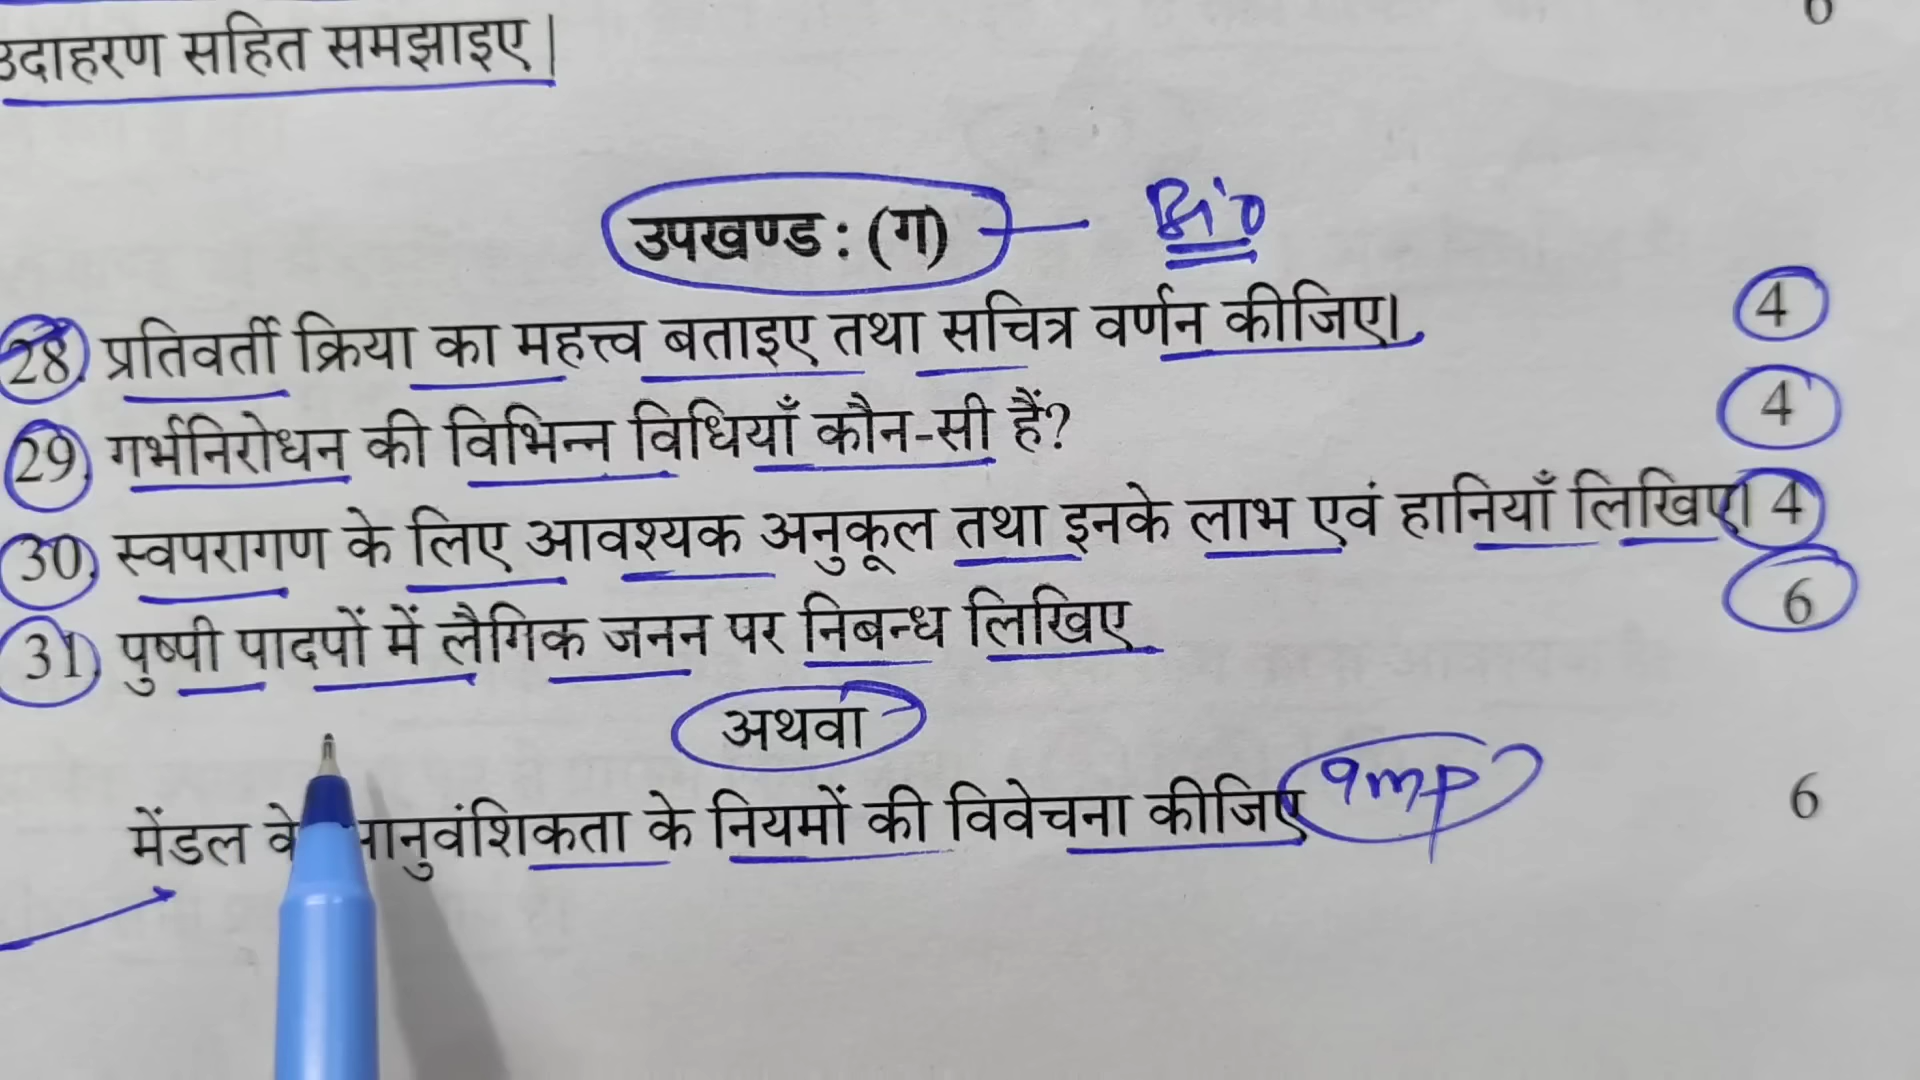 उदाहरण सहित समझाइए।
उपखण्ड : (ग) Bio
28. प्रतिवर्ती क्रिया का महत्त्व बताइए तथा सचित्र वर्णन कीजिए। 4
29. गर्भनिरोधन की विभिन्न विधियाँ कौन-सी हैं? 4
30. स्वपरागण के लिए आवश्यक अनुकूल तथा इनके लाभ एवं हानियाँ लिखिए। 4
31. पुष्पी पादपों में लैगिक जनन पर निबन्ध लिखिए 6
अथवा
मेंडल के नुवंशिकता के नियमों की विवेचना कीजिए Imp 6